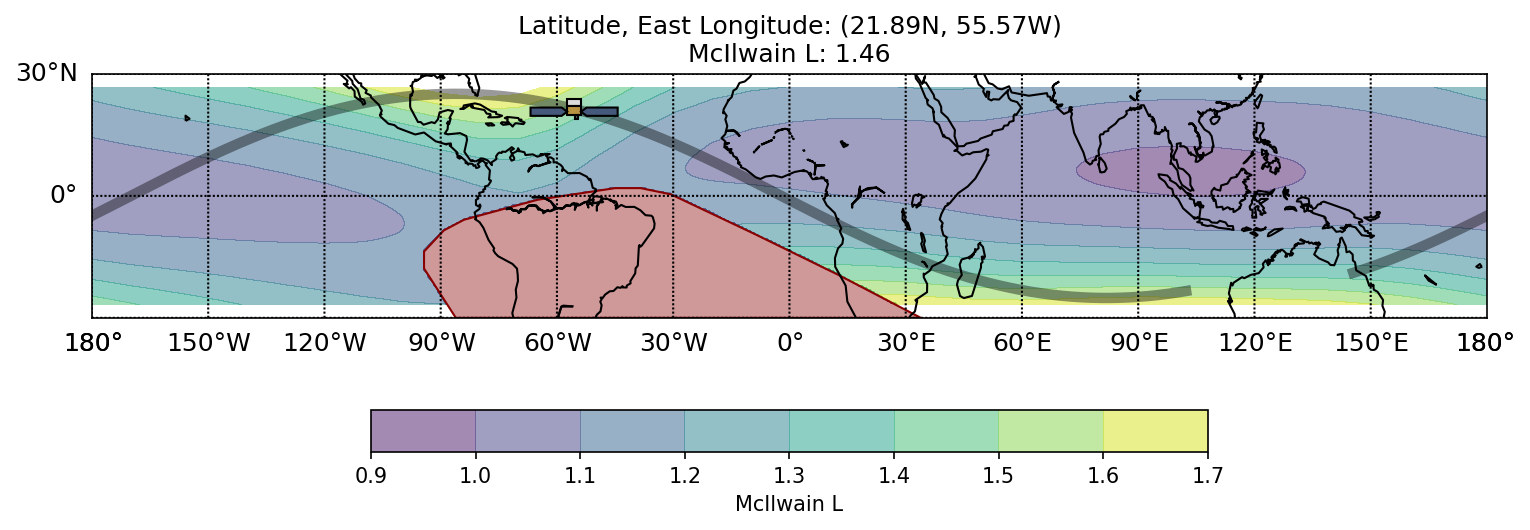 Latitude, East Longitude: (21.89N, 55.57W)
McIlwain L: 1.46
30°N
0°
180° 150°W 120°W 90°W 60°W 30°W 0° 30°E 60°E 90°E 120°E 150°E 180°
0.9 1.0 1.1 1.2 1.3 1.4 1.5 1.6 1.7
McIlwain L